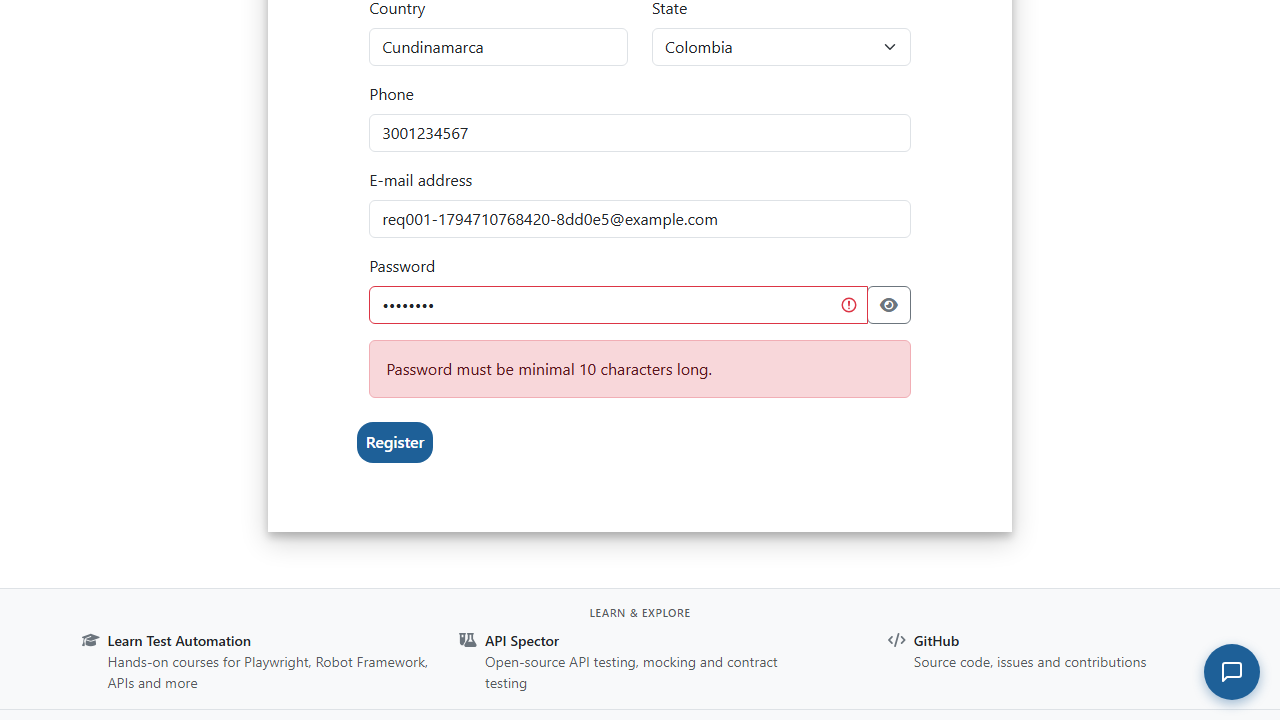 Country
State
Cundinamarca
Colombia
Phone
3001234567
E-mail address
req001-1794710768420-8dd0e5@example.com
Password
••••••••
Password must be minimal 10 characters long.
Register
LEARN & EXPLORE
Learn Test Automation
Hands-on courses for Playwright, Robot Framework,
APIs and more
API Spector
Open-source API testing, mocking and contract
testing
GitHub
Source code, issues and contributions